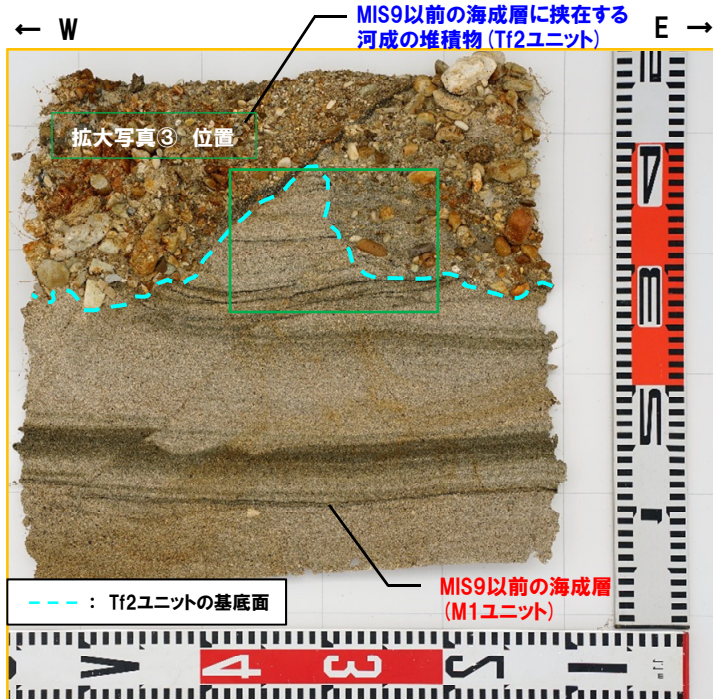 ← W
MIS9以前の海成層に挟在する
河成の堆積物(Tf2ユニット)
E →
拡大写真③ 位置
MIS9以前の海成層
(M1ユニット)
: Tf2ユニットの基底面
4
3
2
1
4 3 2 1